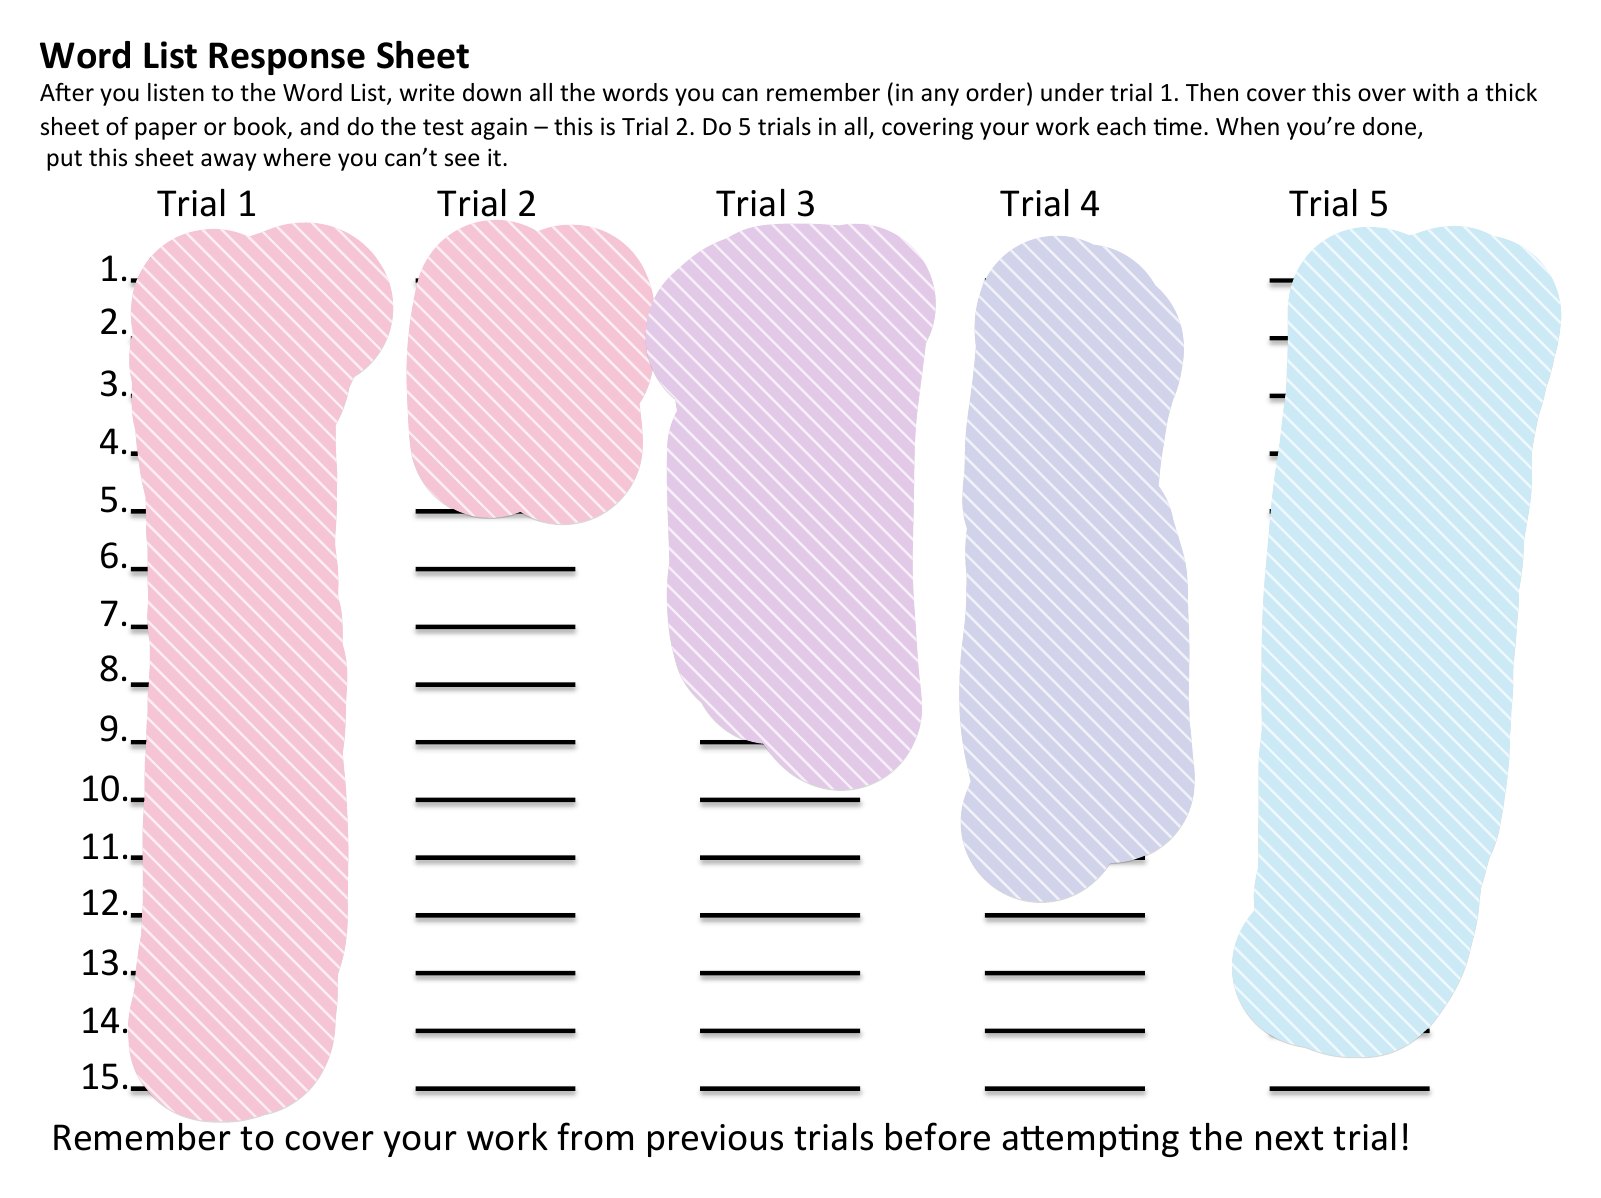 Word List Response Sheet
After you listen to the Word List, write down all the words you can remember (in any order) under trial 1. Then cover this over with a thick
sheet of paper or book, and do the test again – this is Trial 2. Do 5 trials in all, covering your work each time. When you’re done,
put this sheet away where you can’t see it.
Trial 1 Trial 2 Trial 3 Trial 4 Trial 5
1.
2.
3.
4.
5.
6.
7.
8.
9.
10.
11.
12.
13.
14.
15.
Remember to cover your work from previous trials before attempting the next trial!